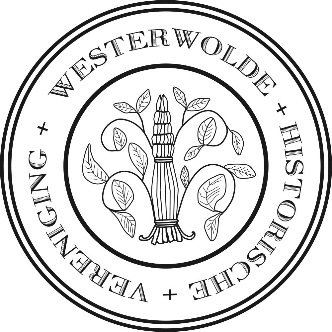 WESTERWOLDE + HISTORISCHE + VERENIGING +